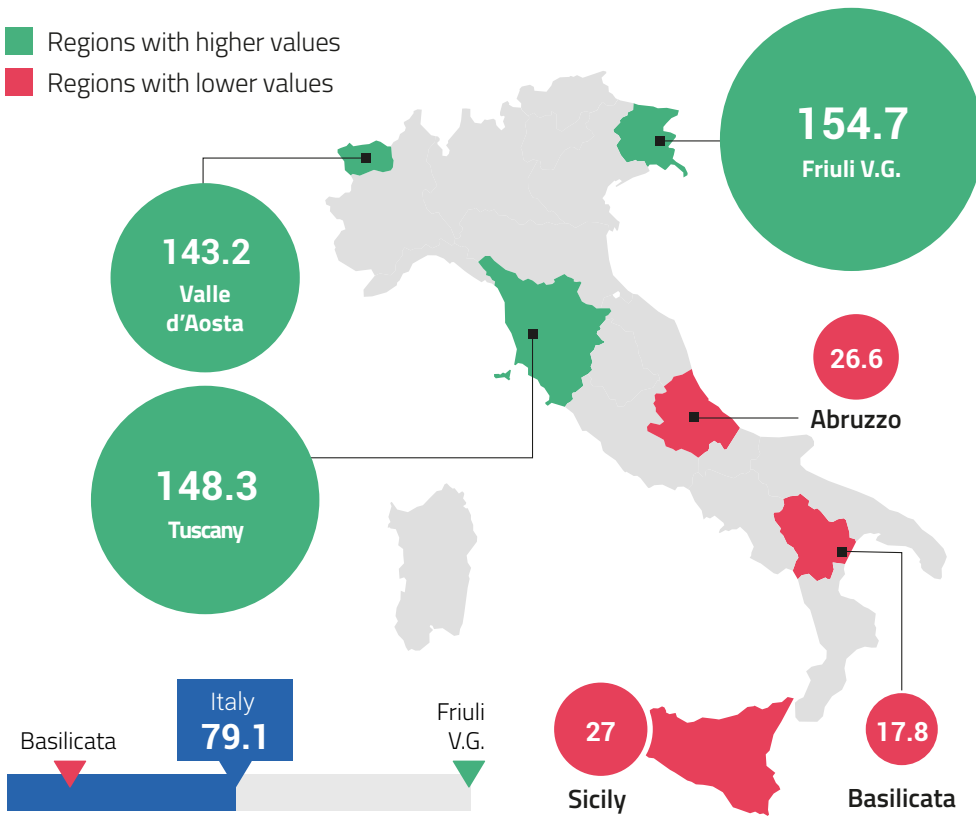 Regions with higher values
Regions with lower values
154.7
Friuli V.G.
143.2
Valle
d'Aosta
148.3
Tuscany
26.6
Abruzzo
Italy
79.1
Basilicata
Friuli
V.G.
27
Sicily
17.8
Basilicata